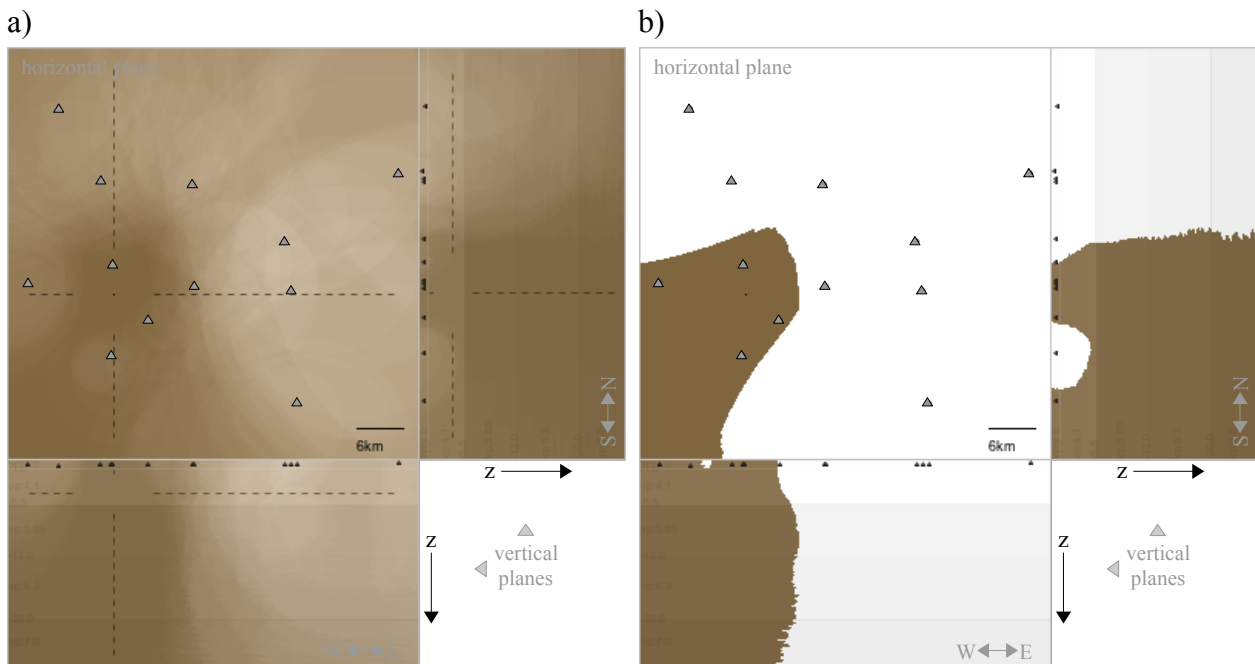 a)
b)
horizontal plane
horizontal plane
N
S
N
S
6km
6km
z
z
z
z
vertical
planes
vertical
planes
W E